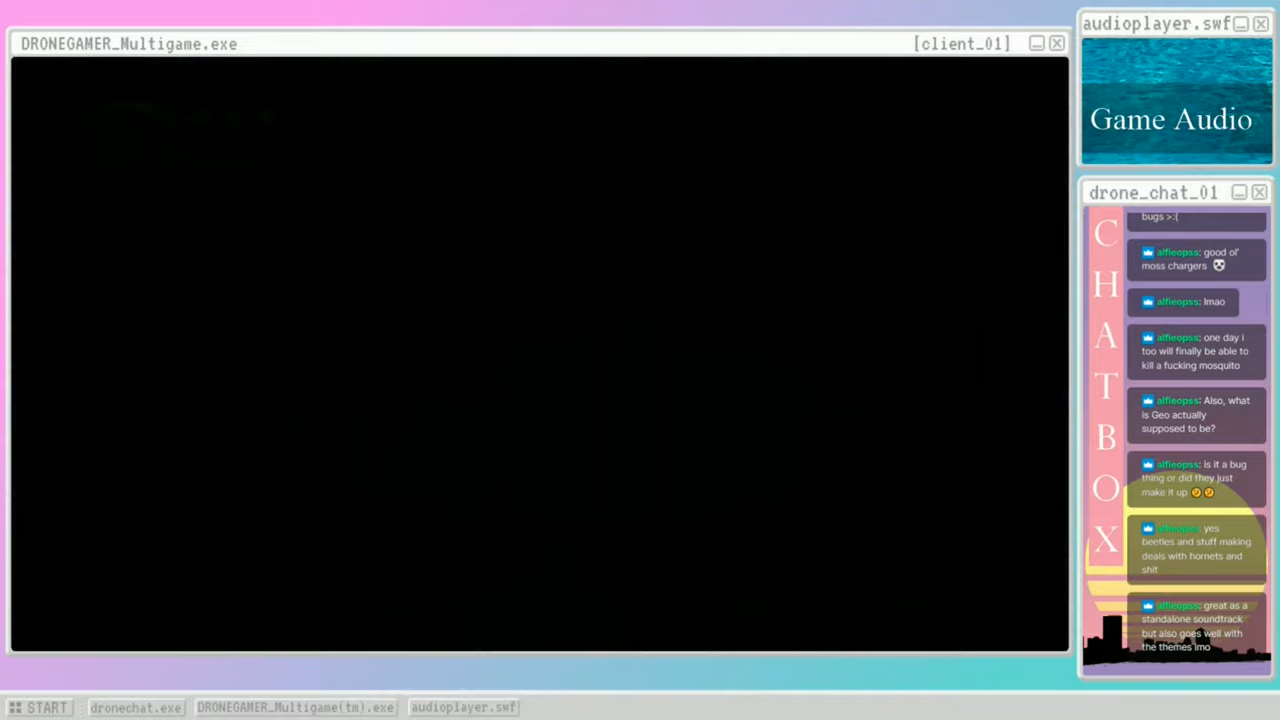 DRONEGAMER_Multigame.exe
[client_01]
audioplayer.swf
Game Audio
drone_chat_01
CHATBOX
bugs >:(
alfieopss: good ol'
moss chargers
alfieopss: lmao
alfieopss: one day i
too will finally be able to
kill a fucking mosquito
alfieopss: Also, what
is Geo actually
supposed to be?
alfieopss: is it a bug
thing or did they just
make it up
alfieopss: yes
beetles and stuff making
deals with hornets and
shit
alfieopss: great as a
standalone soundtrack
but also goes well with
the themes imo
START
dronechat.exe
DRONEGAMER_Multigame(tm).exe
audioplayer.swf